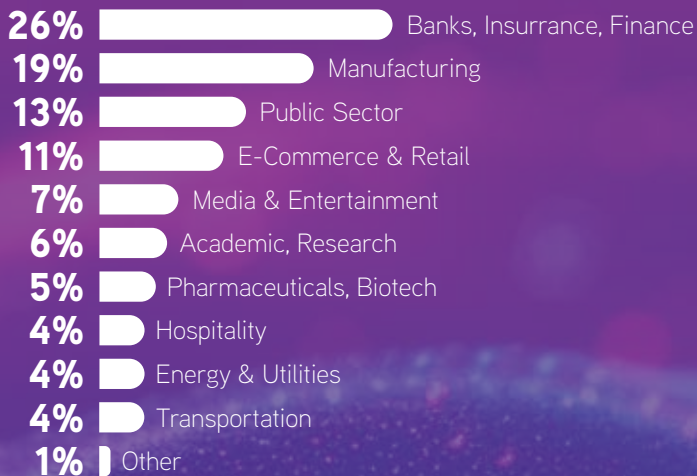 26% Banks, Insurrance, Finance
19% Manufacturing
13% Public Sector
11% E-Commerce & Retail
7% Media & Entertainment
6% Academic, Research
5% Pharmaceuticals, Biotech
4% Hospitality
4% Energy & Utilities
4% Transportation
1% Other